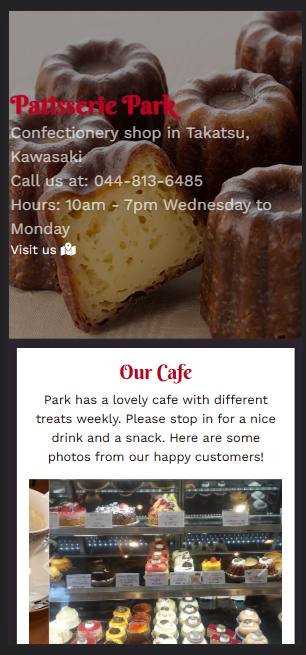 Patisserie Park
Confectionery shop in Takatsu,
Kawasaki
Call us at: 044-813-6485
Hours: 10am - 7pm Wednesday to
Monday
Visit us
Our Cafe
Park has a lovely cafe with different
treats weekly. Please stop in for a nice
drink and a snack. Here are some
photos from our happy customers!